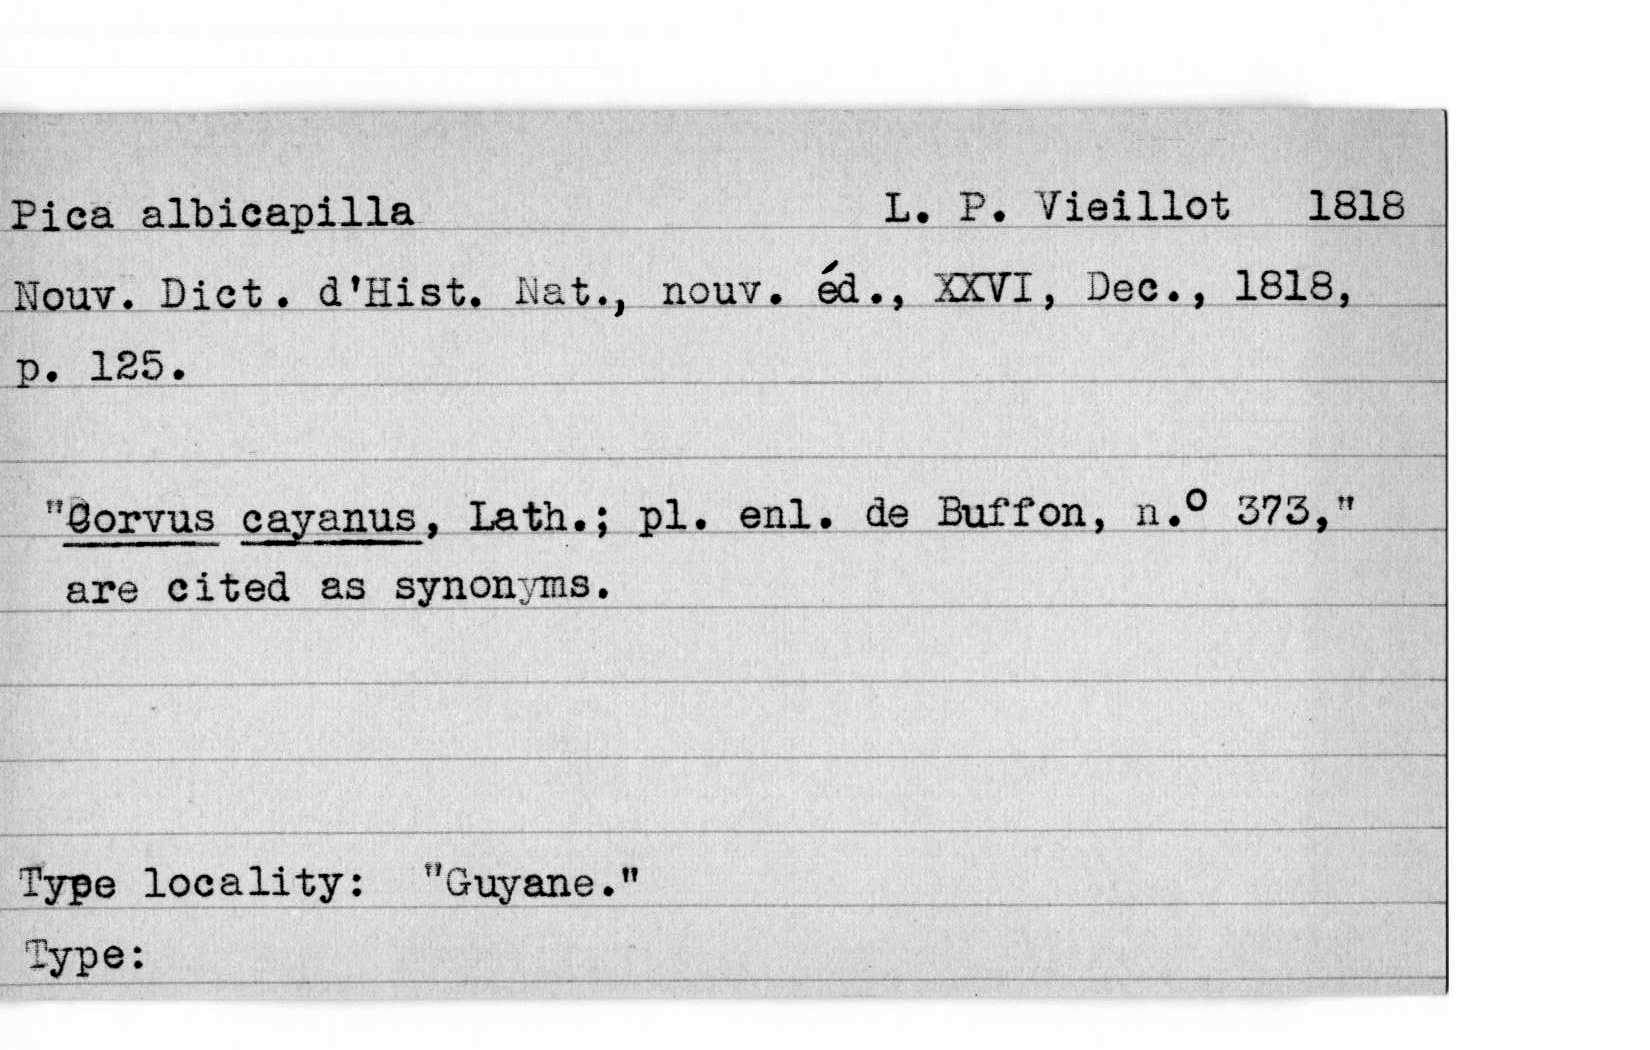 Pica albicapilla L. P. Vieillot 1818
Nouv. Dict. d'Hist. Nat., nouv. éd., XXVI, Dec., 1818,
p. 125.
"Corvus cayanus, Lath.; pl. enl. de Buffon, n.º 373,"
are cited as synonyms.
Type locality: "Guyane."
Type: